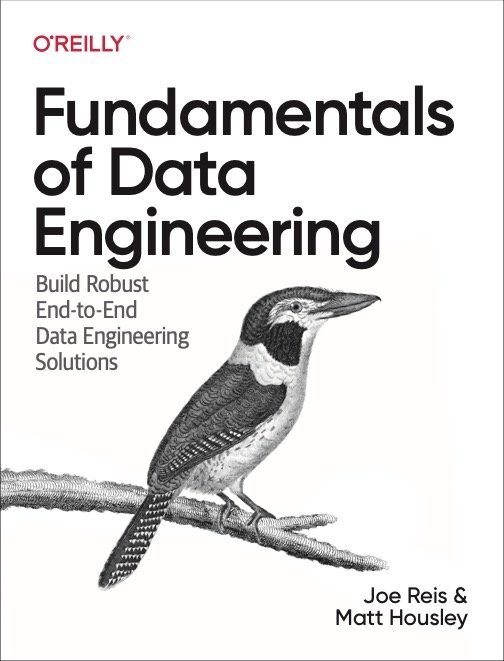 O'REILLY®
Fundamentals
of Data
Engineering
Build Robust
End-to-End
Data Engineering
Solutions
Joe Reis &
Matt Housley